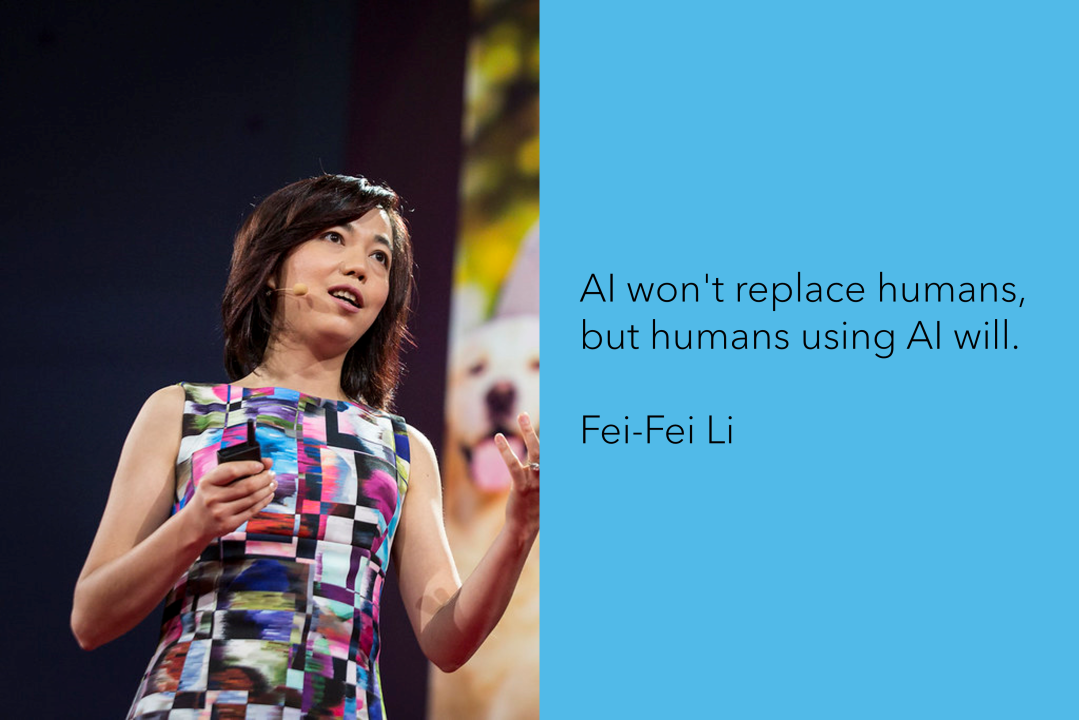 AI won't replace humans,
but humans using AI will.
Fei-Fei Li